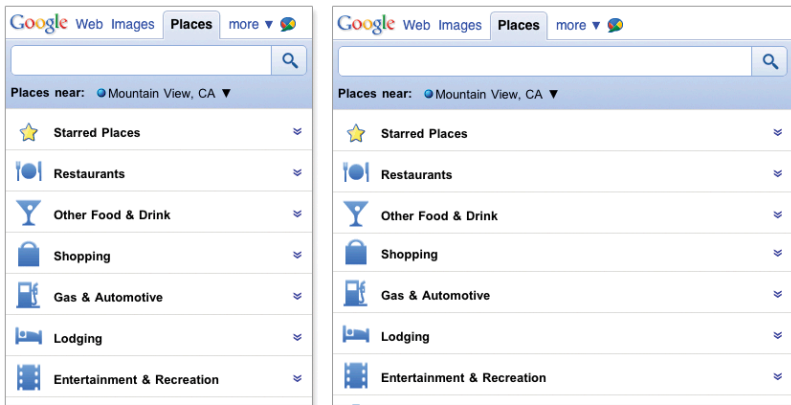 Google Web Images Places more ▼
Places near: Mountain View, CA ▼
Starred Places
Restaurants
Other Food & Drink
Shopping
Gas & Automotive
Lodging
Entertainment & Recreation
Google Web Images Places more ▼
Places near: Mountain View, CA ▼
Starred Places
Restaurants
Other Food & Drink
Shopping
Gas & Automotive
Lodging
Entertainment & Recreation